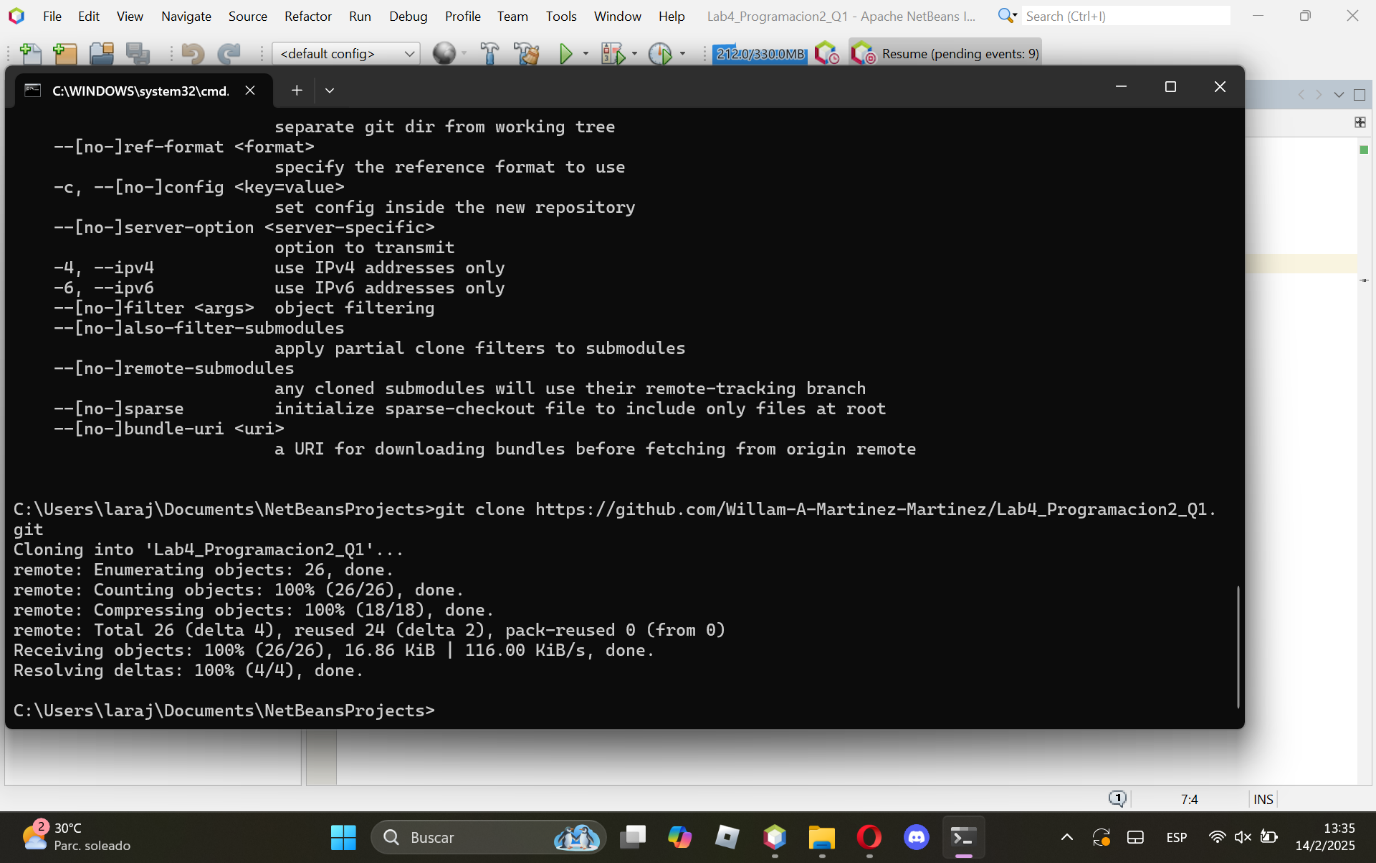 File Edit View Navigate Source Refactor Run Debug Profile Team Tools Window Help Lab4_Programacion2_Q1 - Apache NetBeans I... Search (Ctrl+I)
<default config> 212.0/330.0MB Resume (pending events: 9)
C:\WINDOWS\system32\cmd.
separate git dir from working tree
--[no-]ref-format <format>
specify the reference format to use
-c, --[no-]config <key=value>
set config inside the new repository
--[no-]server-option <server-specific>
option to transmit
-4, --ipv4 use IPv4 addresses only
-6, --ipv6 use IPv6 addresses only
--[no-]filter <args> object filtering
--[no-]also-filter-submodules
apply partial clone filters to submodules
--[no-]remote-submodules
any cloned submodules will use their remote-tracking branch
--[no-]sparse initialize sparse-checkout file to include only files at root
--[no-]bundle-uri <uri>
a URI for downloading bundles before fetching from origin remote
C:\Users\laraj\Documents\NetBeansProjects>git clone https://github.com/Willam-A-Martinez-Martinez/Lab4_Programacion2_Q1.
git
Cloning into 'Lab4_Programacion2_Q1'...
remote: Enumerating objects: 26, done.
remote: Counting objects: 100% (26/26), done.
remote: Compressing objects: 100% (18/18), done.
remote: Total 26 (delta 4), reused 24 (delta 2), pack-reused 0 (from 0)
Receiving objects: 100% (26/26), 16.86 KiB | 116.00 KiB/s, done.
Resolving deltas: 100% (4/4), done.
C:\Users\laraj\Documents\NetBeansProjects>
1 7:4 INS
2 30°C
Parc. soleado
Buscar
ESP
13:35
14/2/2025